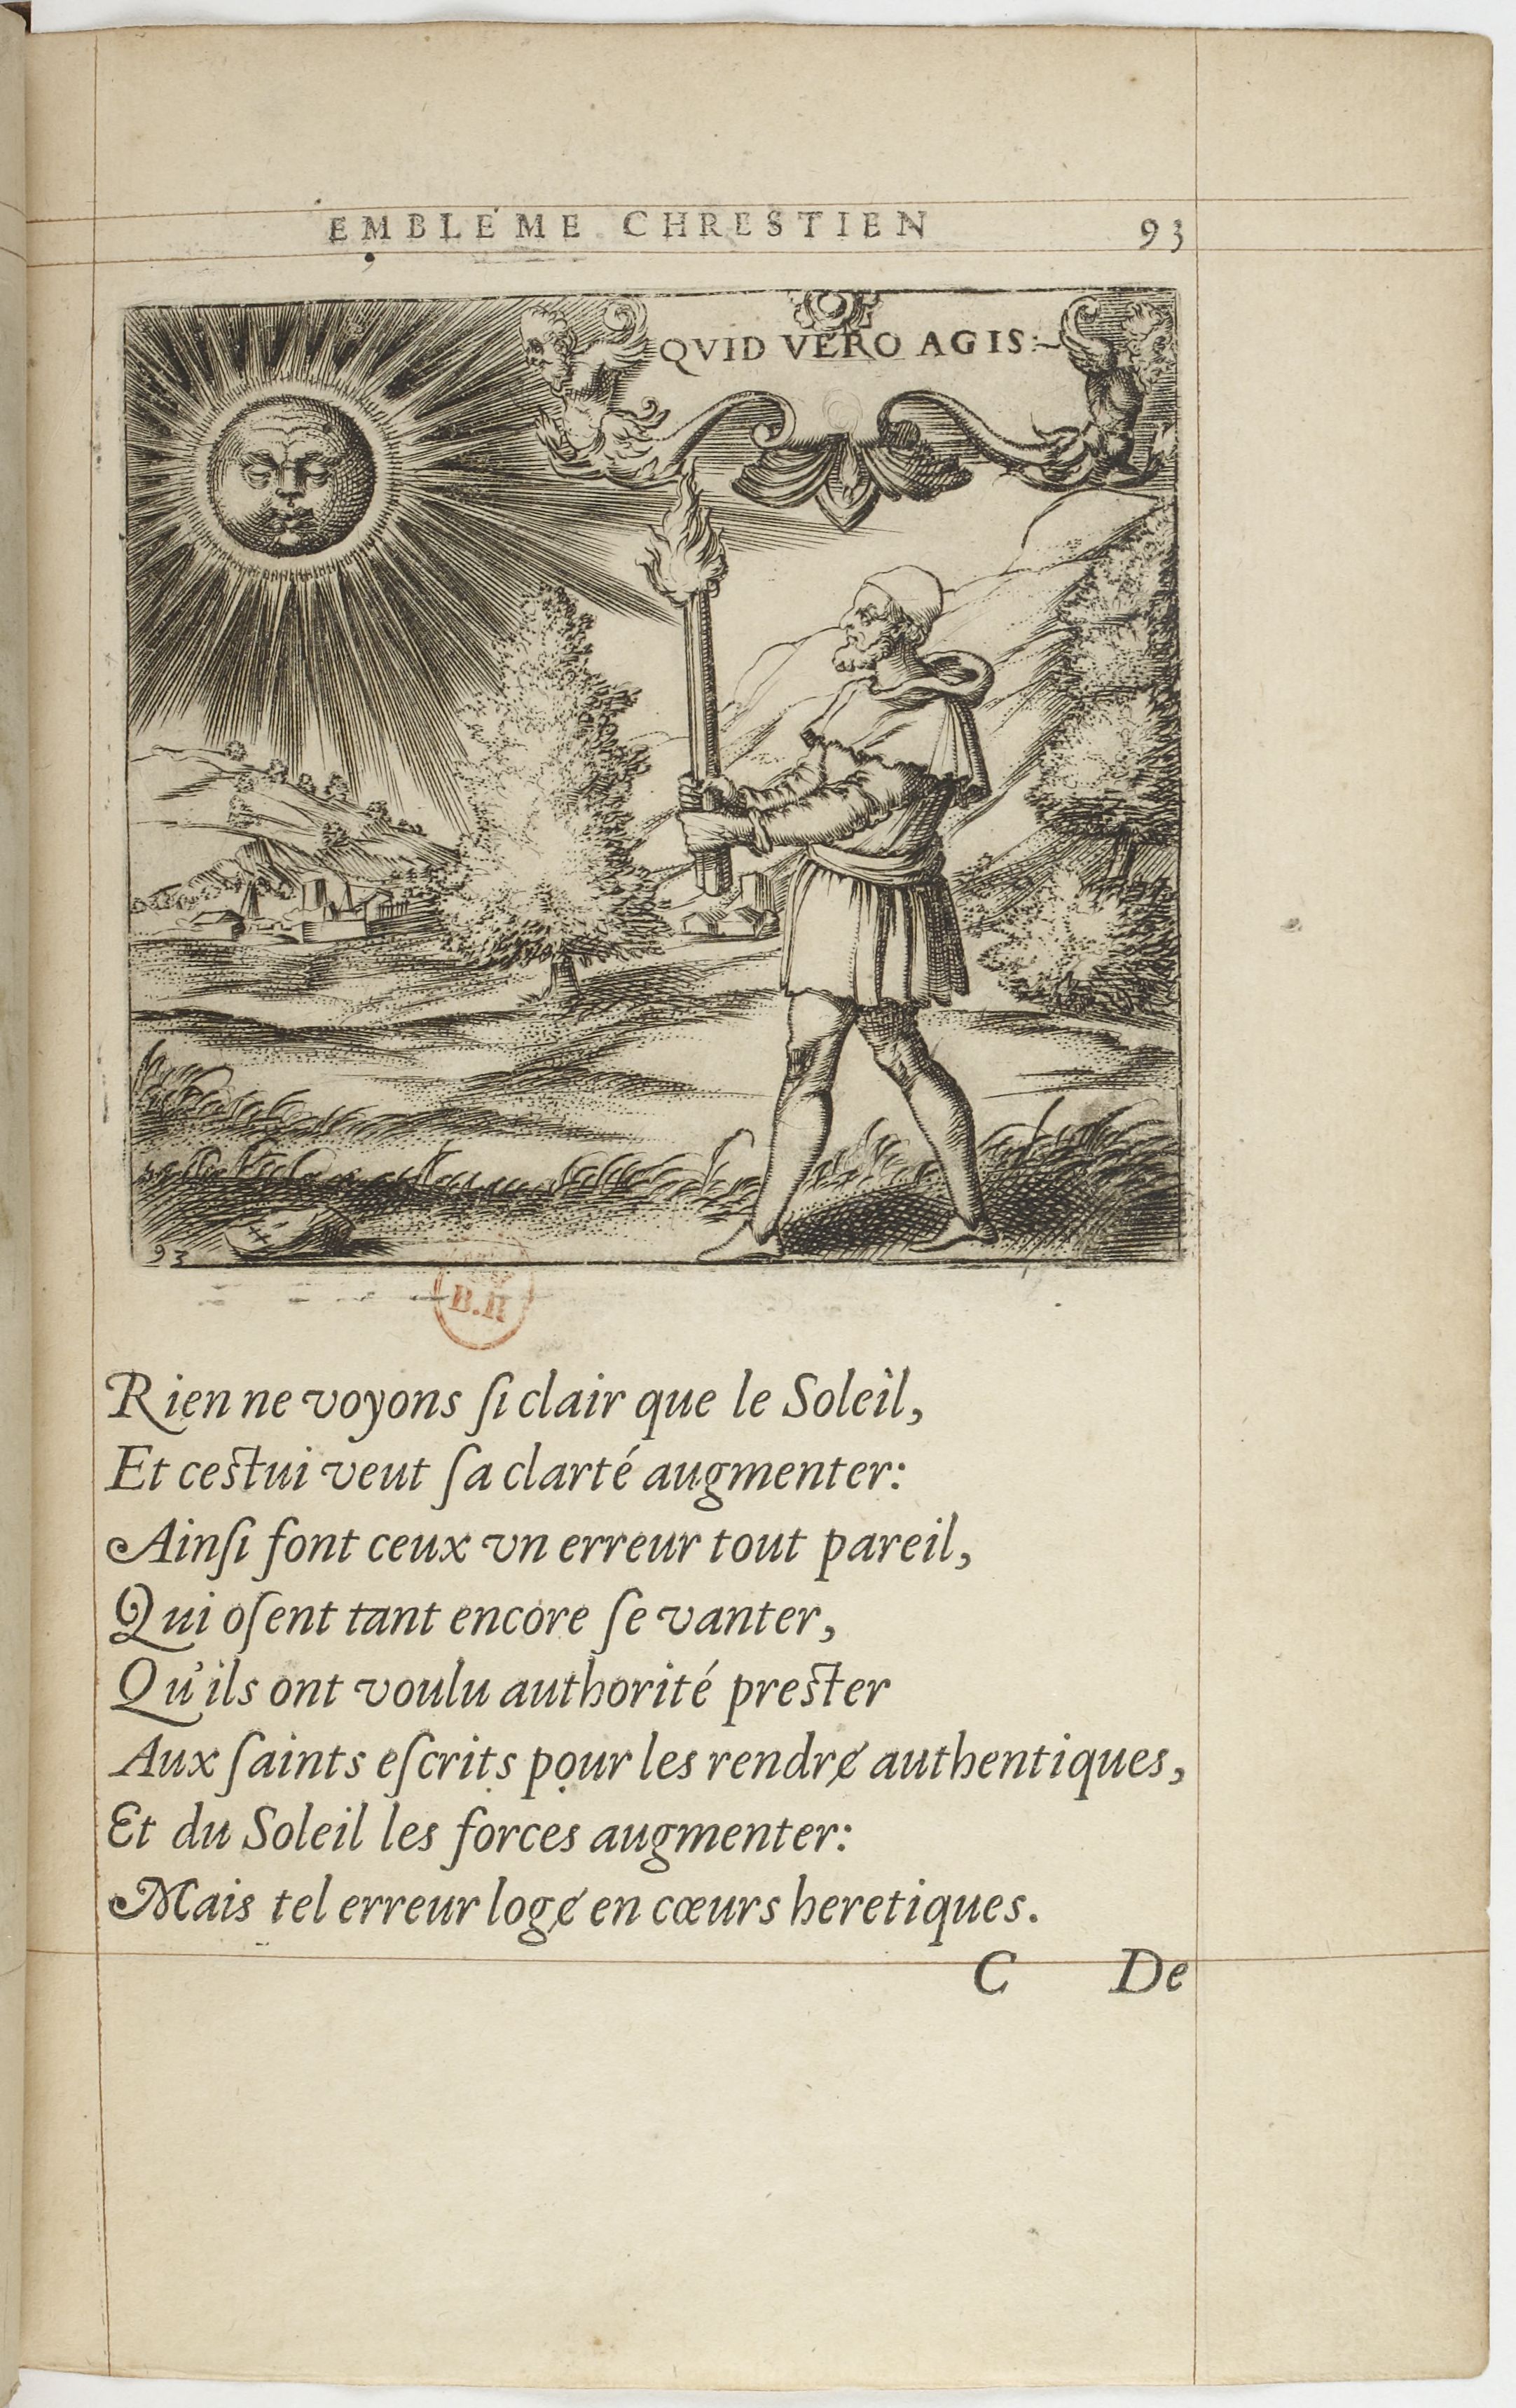 EMBLEME CHRESTIEN 93
QVID VERO AGIS:
93
B.H
Rien ne voyons ſi clair que le Soleil,
Et ceſtui veut ſa clarté augmenter:
Ainſi font ceux vn erreur tout pareil,
Qui oſent tant encore ſe vanter,
Qu'ils ont voulu authorité preſter
Aux ſaints eſcrits pour les rendrɇ authentiques,
Et du Soleil les forces augmenter:
Mais tel erreur logɇ en cœurs heretiques.
C De